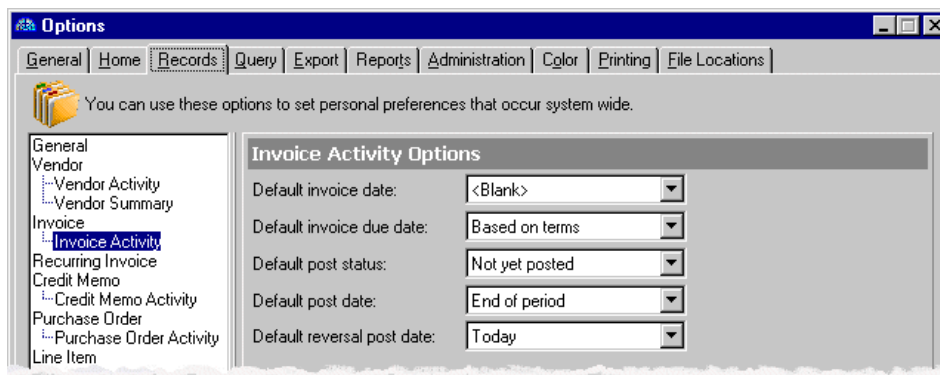 Options
General Home Records Query Export Reports Administration Color Printing File Locations
You can use these options to set personal preferences that occur system wide.
General
Vendor
Vendor Activity
Vendor Summary
Invoice
Invoice Activity
Recurring Invoice
Credit Memo
Credit Memo Activity
Purchase Order
Purchase Order Activity
Line Item
Invoice Activity Options
Default invoice date: <Blank>
Default invoice due date: Based on terms
Default post status: Not yet posted
Default post date: End of period
Default reversal post date: Today